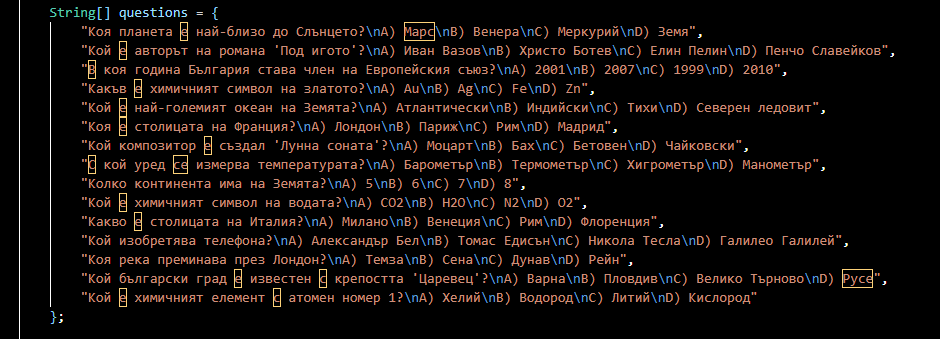 String[] questions = {
"Коя планета е най-близо до Слънцето?\nA) Марс\nB) Венера\nC) Меркурий\nD) Земя",
"Кой е авторът на романа 'Под игото'?\nA) Иван Вазов\nB) Христо Ботев\nC) Елин Пелин\nD) Пенчо Славейков",
"В коя година България става член на Европейския съюз?\nA) 2001\nB) 2007\nC) 1999\nD) 2010",
"Какъв е химичният символ на златото?\nA) Au\nB) Ag\nC) Fe\nD) Zn",
"Кой е най-големият океан на Земята?\nA) Атлантически\nB) Индийски\nC) Тихи\nD) Северен ледовит",
"Коя е столицата на Франция?\nA) Лондон\nB) Париж\nC) Рим\nD) Мадрид",
"Кой композитор е създал 'Лунна соната'?\nA) Моцарт\nB) Бах\nC) Бетовен\nD) Чайковски",
"С кой уред се измерва температурата?\nA) Барометър\nB) Термометър\nC) Хигрометър\nD) Манометър",
"Колко континента има на Земята?\nA) 5\nB) 6\nC) 7\nD) 8",
"Кой е химичният символ на водата?\nA) CO2\nB) H2O\nC) N2\nD) O2",
"Какво е столицата на Италия?\nA) Милано\nB) Венеция\nC) Рим\nD) Флоренция",
"Кой изобретява телефона?\nA) Александър Бел\nB) Томас Едисън\nC) Никола Тесла\nD) Галилео Галилей",
"Коя река преминава през Лондон?\nA) Темза\nB) Сена\nC) Дунав\nD) Рейн",
"Кой български град е известен с крепостта 'Царевец'?\nA) Варна\nB) Пловдив\nC) Велико Търново\nD) Русе",
"Кой е химичният елемент с атомен номер 1?\nA) Хелий\nB) Водород\nC) Литий\nD) Кислород"
};